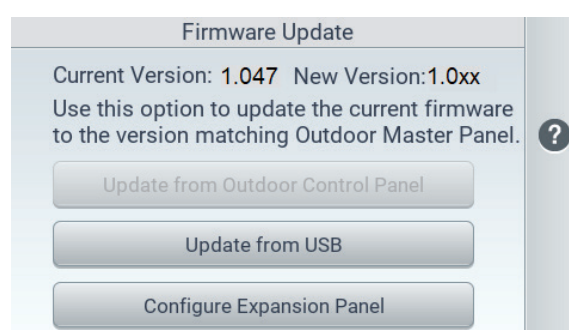 Firmware Update
Current Version: 1.047 New Version:1.0xx
Use this option to update the current firmware
to the version matching Outdoor Master Panel.
?
Update from Outdoor Control Panel
Update from USB
Configure Expansion Panel